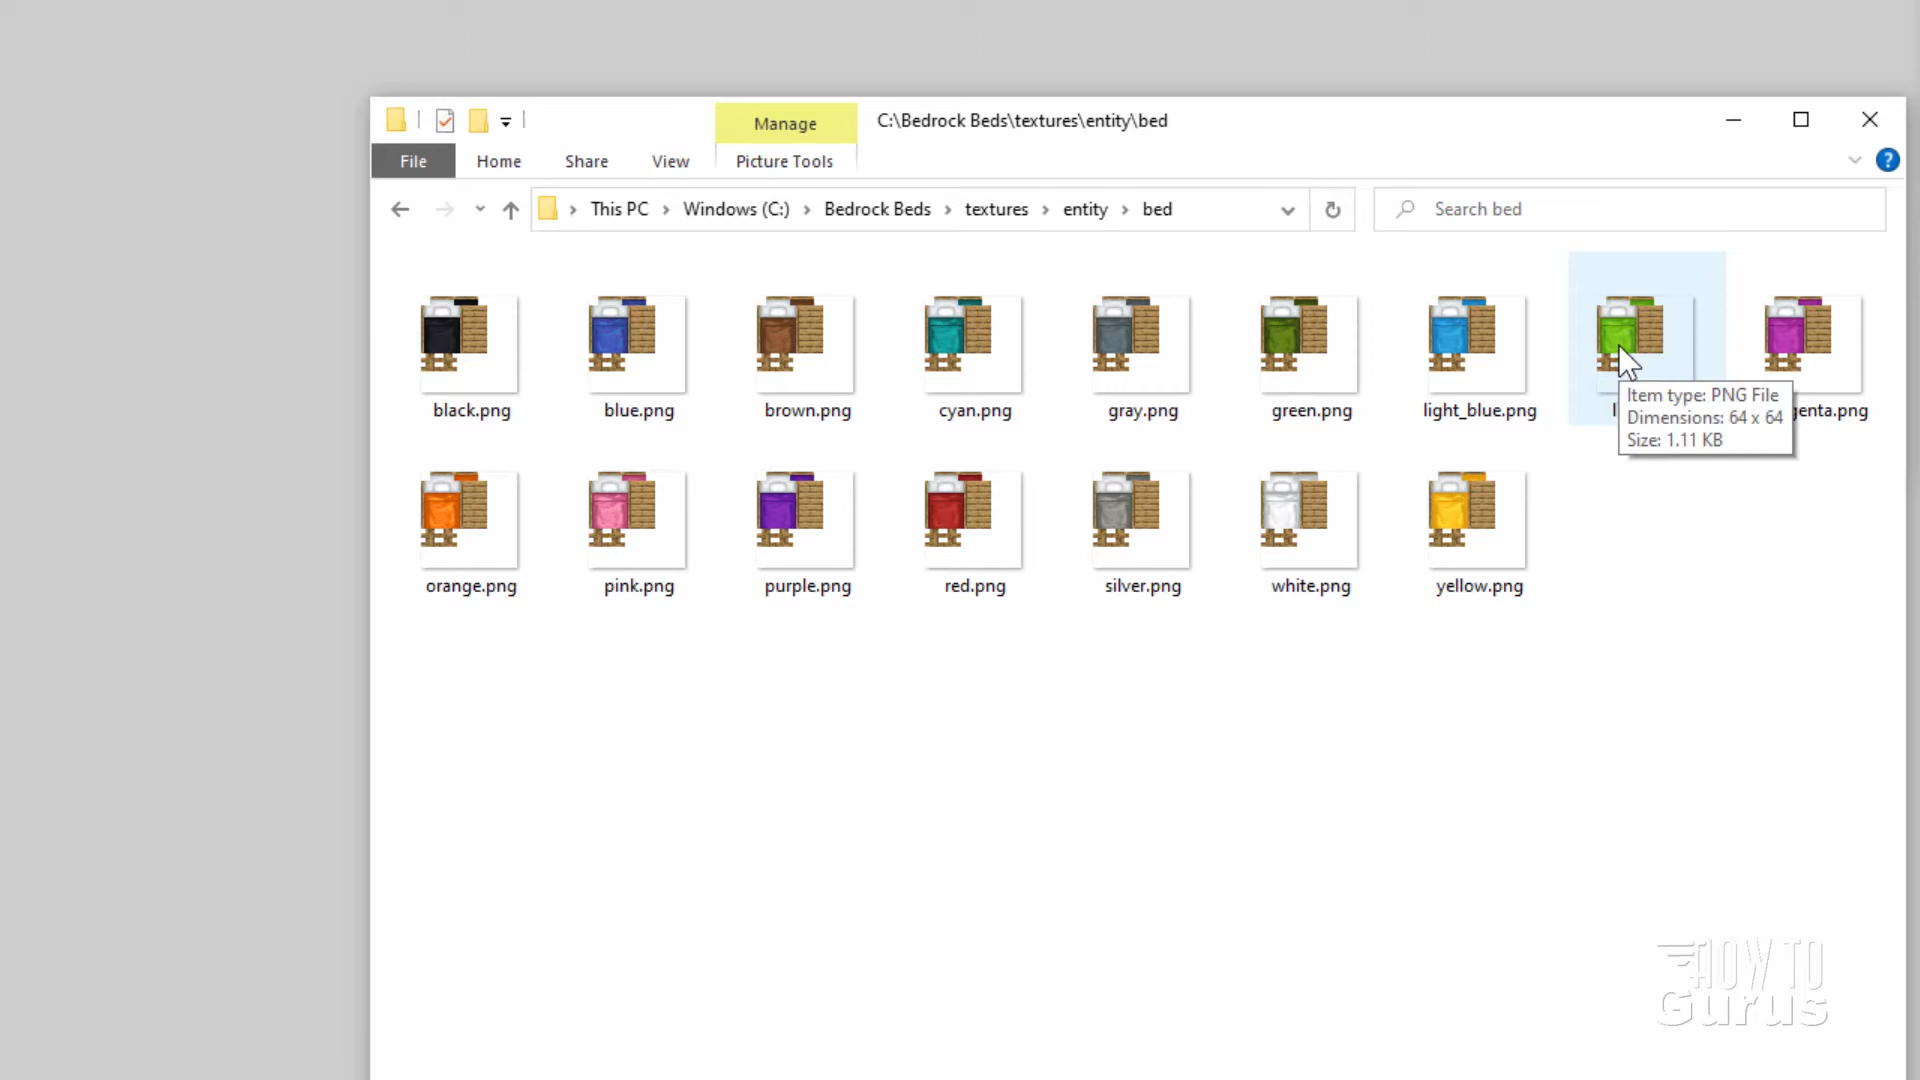 Manage
C:\Bedrock Beds\textures\entity\bed
File
Home
Share
View
Picture Tools
This PC
Windows (C:)
Bedrock Beds
textures
entity
bed
Search bed
black.png
blue.png
brown.png
cyan.png
gray.png
green.png
light_blue.png
genta.png
Item type: PNG File
Dimensions: 64 x 64
Size: 1.11 KB
orange.png
pink.png
purple.png
red.png
silver.png
white.png
yellow.png
HOW TO
Gurus